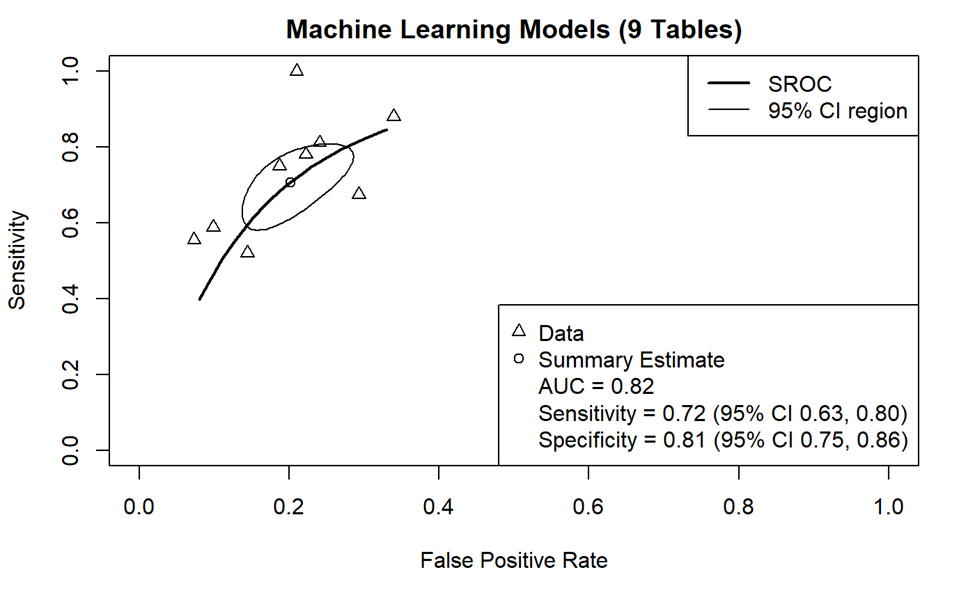 Machine Learning Models (9 Tables)
SROC
95% CI region
1.0
0.8
0.6
0.4
0.2
0.0
Sensitivity
Data
Summary Estimate
AUC = 0.82
Sensitivity = 0.72 (95% CI 0.63, 0.80)
Specificity = 0.81 (95% CI 0.75, 0.86)
0.0 0.2 0.4 0.6 0.8 1.0
False Positive Rate